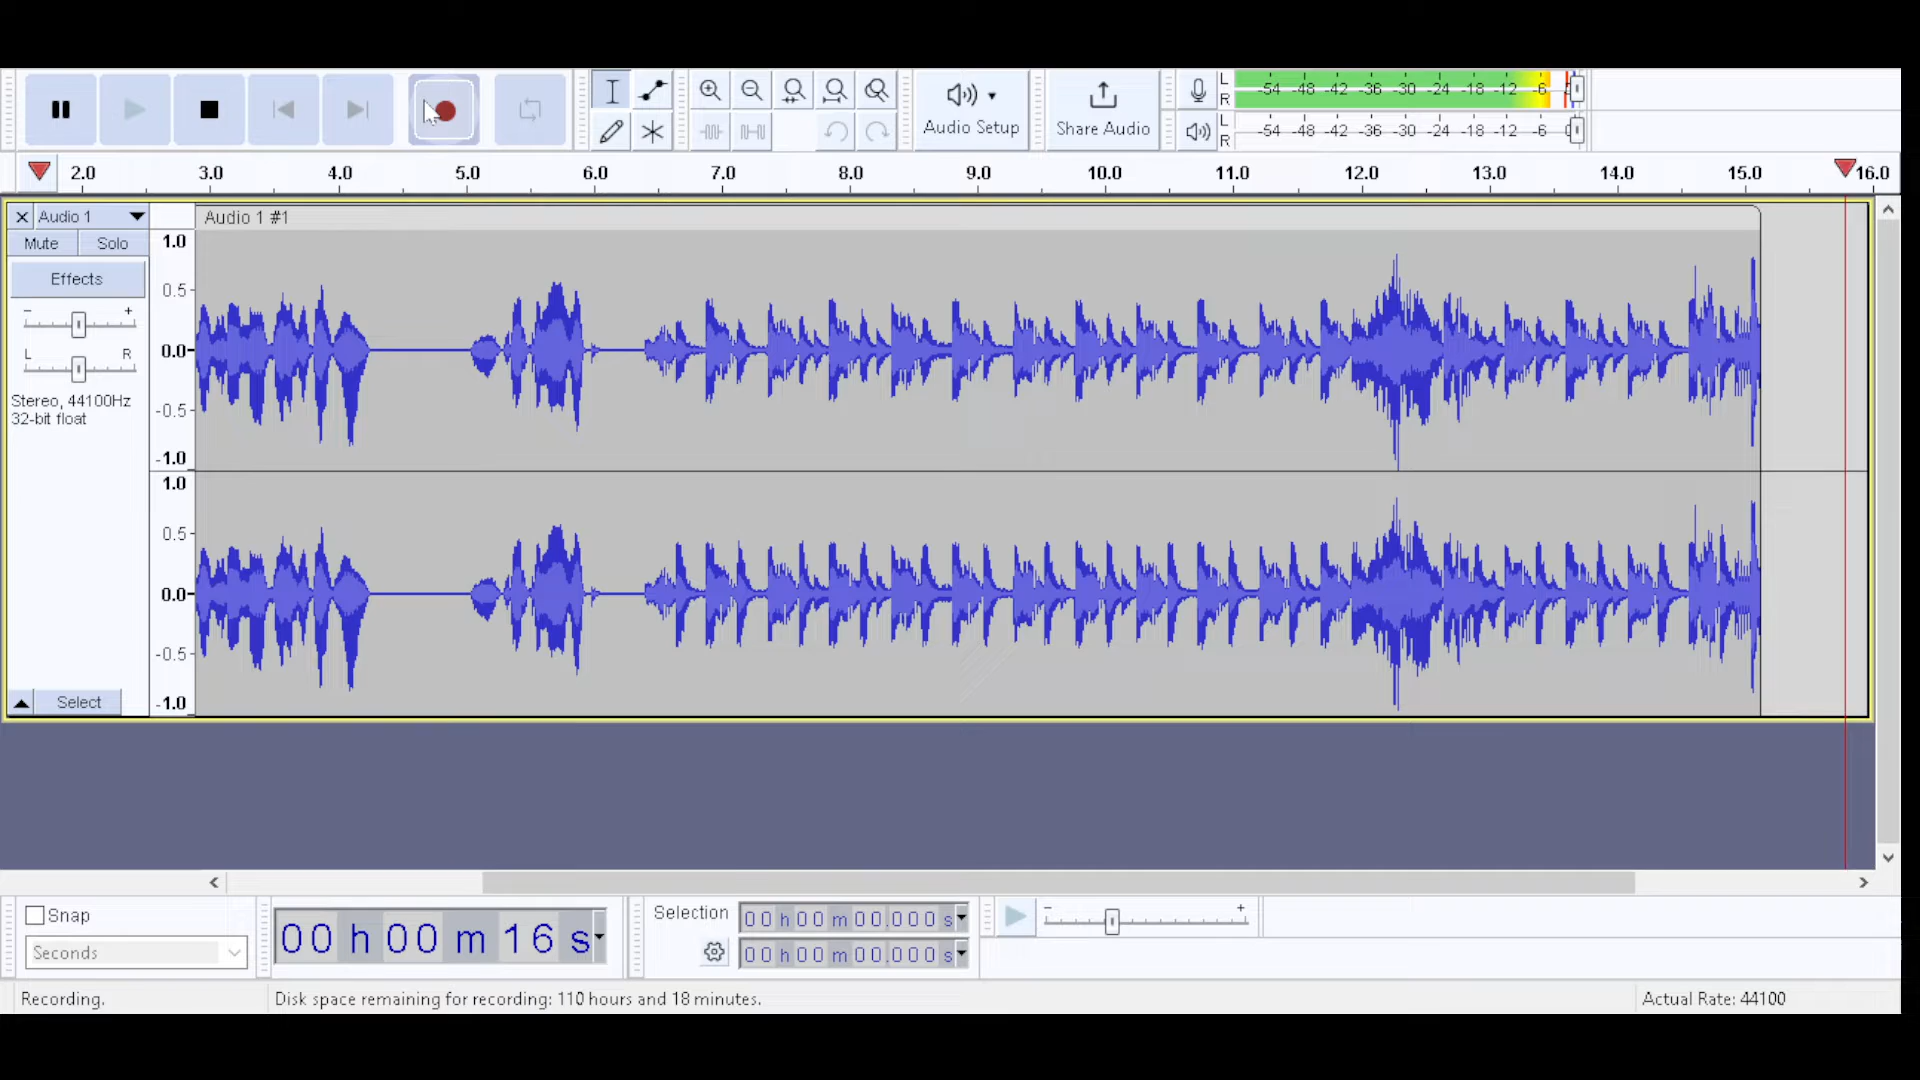 L
R
-54 -48 -42 -36 -30 -24 -18 -12 -6
Audio Setup
Share Audio
L
R
-54 -48 -42 -36 -30 -24 -18 -12 -6
2.0 3.0 4.0 5.0 6.0 7.0 8.0 9.0 10.0 11.0 12.0 13.0 14.0 15.0 16.0
Audio 1
Audio 1 #1
Mute Solo
Effects
- +
L R
Stereo, 44100Hz
32-bit float
Select
1.0
0.5
0.0
-0.5
-1.0
1.0
0.5
0.0
-0.5
-1.0
Snap
Seconds
00 h 00 m 16 s
Selection
00 h 00 m 00.000 s
00 h 00 m 00.000 s
- +
Recording.
Disk space remaining for recording: 110 hours and 18 minutes.
Actual Rate: 44100